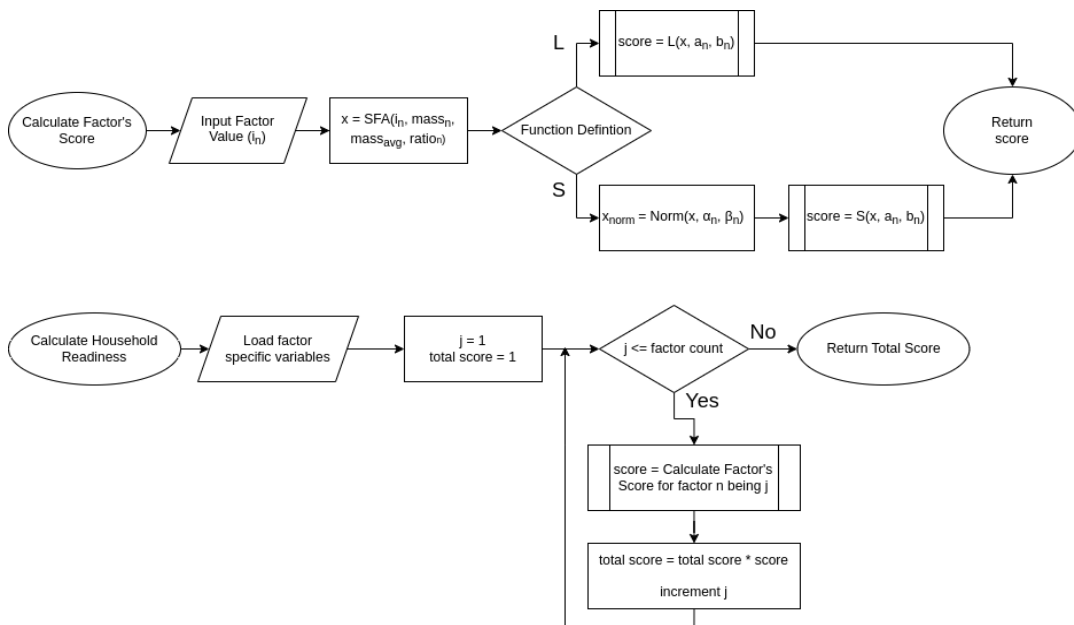 L
score = L(x, aₙ, bₙ)
Calculate Factor's
Score
Input Factor
Value (iₙ)
x = SFA(iₙ, massₙ,
mass_avg, ratioₙ)
Function Defintion
Return
score
S
x_norm = Norm(x, αₙ, βₙ)
score = S(x, aₙ, bₙ)
Calculate Household
Readiness
Load factor
specific variables
j = 1
total score = 1
j <= factor count
No
Return Total Score
Yes
score = Calculate Factor's
Score for factor n being j
total score = total score * score
increment j